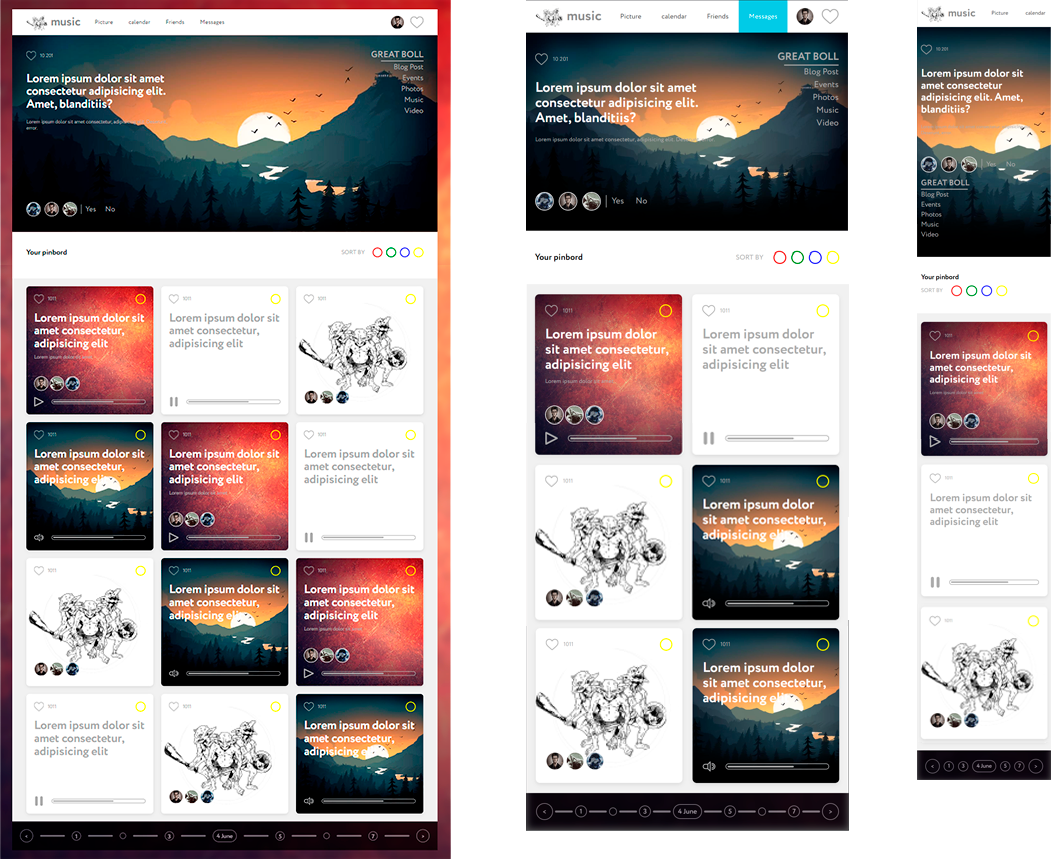 music Picture calendar Friends Messages
10 201
GREAT BOLL
Blog Post
Events
Photos
Music
Video
Lorem ipsum dolor sit amet
consectetur adipisicing elit.
Amet, blanditiis?
Lorem ipsum dolor sit amet consectetur,
error.
Yes No
Your pinbord SORT BY
1011
Lorem ipsum dolor sit
amet consectetur,
adipisicing elit
Lorem ipsum dolor sit amet
1011
Lorem ipsum dolor sit
amet consectetur,
adipisicing elit
1011
1011
Lorem ipsum dolor sit
amet consectetur,
adipisicing elit
1011
Lorem ipsum dolor sit
amet consectetur,
adipisicing elit
Lorem ipsum dolor sit amet
1011
Lorem ipsum dolor sit
amet consectetur,
adipisicing elit
1011
1011
Lorem ipsum dolor sit
amet consectetur,
adipisicing elit
1011
Lorem ipsum dolor sit
amet consectetur,
adipisicing elit
Lorem ipsum dolor sit amet
1011
Lorem ipsum dolor sit
amet consectetur,
adipisicing elit
1011
1011
Lorem ipsum dolor sit
amet consectetur,
adipisicing elit
< 1 3 4 June 5 7 >
music Picture calendar Friends Messages
10 201
GREAT BOLL
Blog Post
Events
Photos
Music
Video
Lorem ipsum dolor sit amet
consectetur adipisicing elit.
Amet, blanditiis?
Lorem ipsum dolor sit amet consectetur, adipisicing elit.
Yes No
Your pinbord SORT BY
1011
Lorem ipsum dolor
sit amet consectetur,
adipisicing elit
Lorem ipsum dolor sit amet
1011
Lorem ipsum dolor
sit amet consectetur,
adipisicing elit
1011
1011
Lorem ipsum dolor
sit amet consectetur,
adipisicing elit
1011
1011
Lorem ipsum dolor
sit amet consectetur,
adipisicing elit
< 1 3 4 June 5 7 >
music Picture calendar
10 201
Lorem ipsum dolor sit
amet consectetur
adipisicing elit. Amet,
blanditiis?
Yes No
GREAT BOLL
Blog Post
Events
Photos
Music
Video
Your pinbord
SORT BY
1011
Lorem ipsum dolor sit
amet consectetur,
adipisicing elit
Lorem ipsum dolor sit amet
1011
Lorem ipsum dolor sit
amet consectetur,
adipisicing elit
1011
< 1 3 4 June 5 7 >